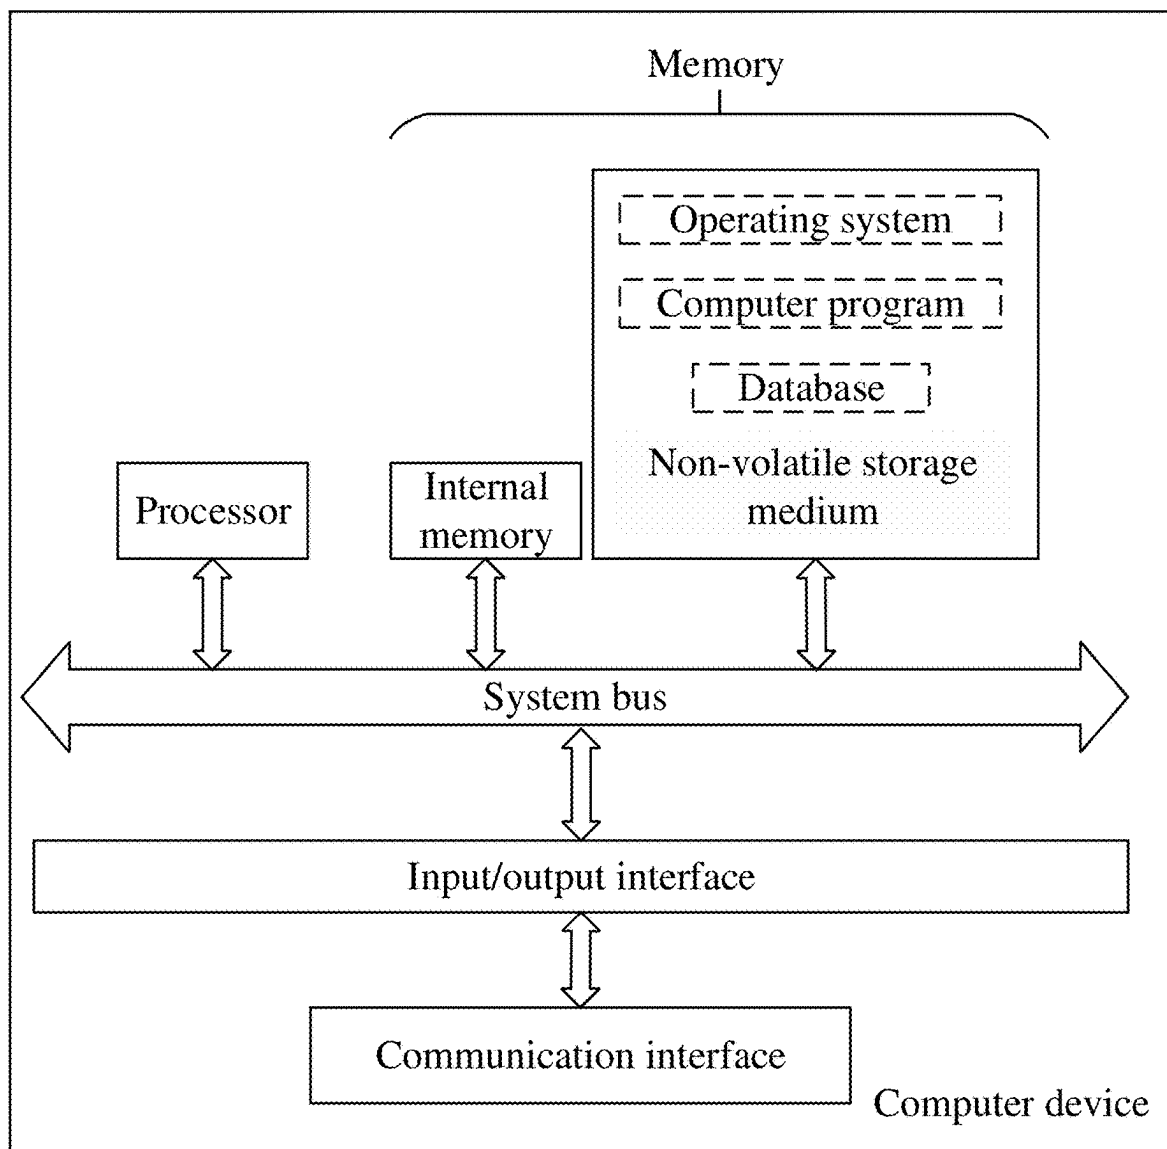 Memory
Operating system
Computer program
Database
Non-volatile storage
medium
Processor
Internal
memory
System bus
Input/output interface
Communication interface
Computer device